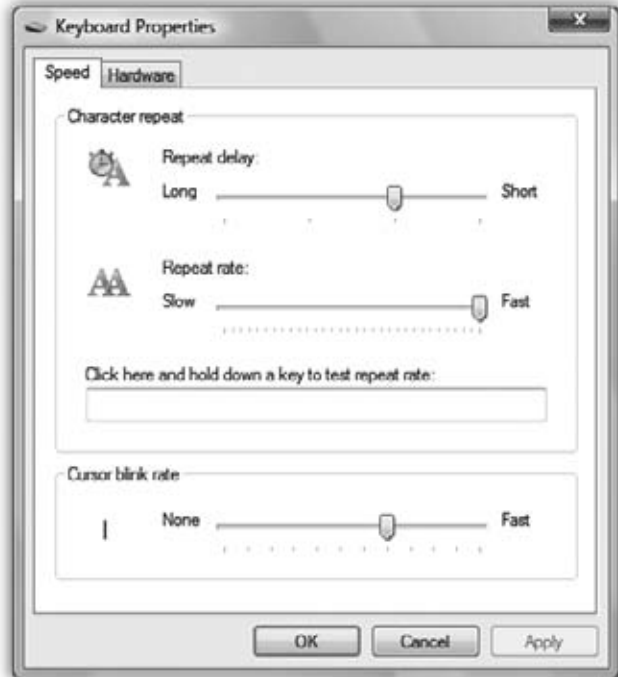 Keyboard Properties
Speed Hardware
Character repeat
Repeat delay:
Long Short
Repeat rate:
Slow Fast
Click here and hold down a key to test repeat rate:
Cursor blink rate
None Fast
OK Cancel Apply